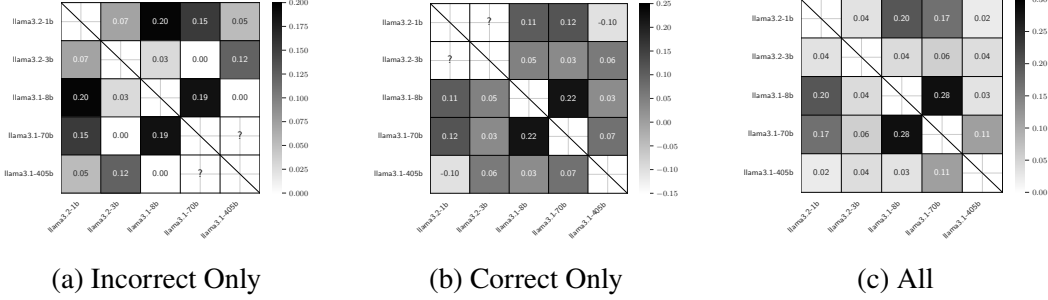 llama3.2-1b 0.07 0.20 0.15 0.05
llama3.2-3b 0.07 0.03 0.00 0.12
llama3.1-8b 0.20 0.03 0.19 0.00
llama3.1-70b 0.15 0.00 0.19 ?
llama3.1-405b 0.05 0.12 0.00 ?
llama3.2-1b llama3.2-3b llama3.1-8b llama3.1-70b llama3.1-405b
0.200
0.175
0.150
0.125
0.100
0.075
0.050
0.025
0.000
(a) Incorrect Only
llama3.2-1b ? 0.11 0.12 -0.10
llama3.2-3b ? 0.05 0.03 0.06
llama3.1-8b 0.11 0.05 0.22 0.03
llama3.1-70b 0.12 0.03 0.22 0.07
llama3.1-405b -0.10 0.06 0.03 0.07
llama3.2-1b llama3.2-3b llama3.1-8b llama3.1-70b llama3.1-405b
0.25
0.20
0.15
0.10
0.05
0.00
−0.05
−0.10
−0.15
(b) Correct Only
llama3.2-1b 0.04 0.20 0.17 0.02
llama3.2-3b 0.04 0.04 0.06 0.04
llama3.1-8b 0.20 0.04 0.28 0.03
llama3.1-70b 0.17 0.06 0.28 0.11
llama3.1-405b 0.02 0.04 0.03 0.11
llama3.2-1b llama3.2-3b llama3.1-8b llama3.1-70b llama3.1-405b
0.25
0.20
0.15
0.10
0.05
0.00
(c) All